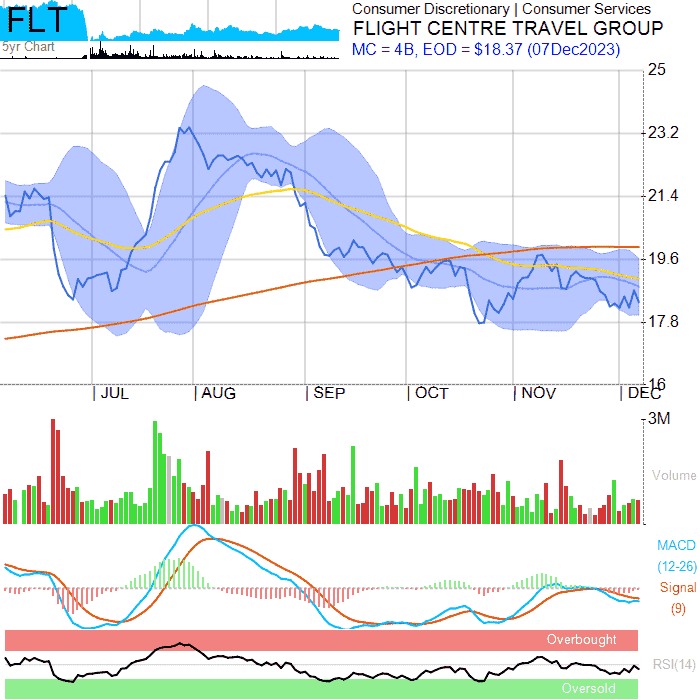 FLT
5yr Chart
Consumer Discretionary | Consumer Services
FLIGHT CENTRE TRAVEL GROUP
MC = 4B, EOD = $18.37 (07Dec2023)
25
23.2
21.4
19.6
17.8
16
JUL
AUG
SEP
OCT
NOV
DEC
3M
Volume
MACD
(12-26)
Signal
(9)
Overbought
RSI(14)
Oversold